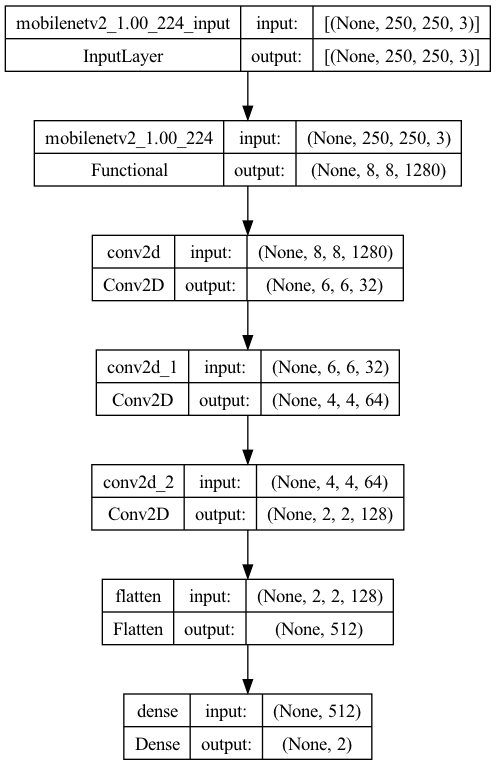 mobilenetv2_1.00_224_input input: [(None, 250, 250, 3)]
InputLayer output: [(None, 250, 250, 3)]
mobilenetv2_1.00_224 input: (None, 250, 250, 3)
Functional output: (None, 8, 8, 1280)
conv2d input: (None, 8, 8, 1280)
Conv2D output: (None, 6, 6, 32)
conv2d_1 input: (None, 6, 6, 32)
Conv2D output: (None, 4, 4, 64)
conv2d_2 input: (None, 4, 4, 64)
Conv2D output: (None, 2, 2, 128)
flatten input: (None, 2, 2, 128)
Flatten output: (None, 512)
dense input: (None, 512)
Dense output: (None, 2)